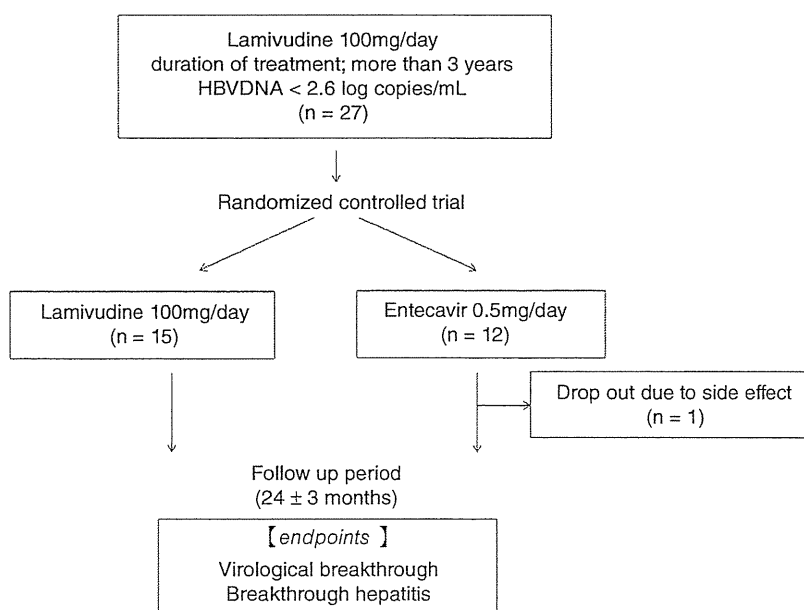 Lamivudine 100mg/day
duration of treatment; more than 3 years
HBVDNA < 2.6 log copies/mL
(n = 27)
Randomized controlled trial
Lamivudine 100mg/day
(n = 15)
Entecavir 0.5mg/day
(n = 12)
Drop out due to side effect
(n = 1)
Follow up period
(24 ± 3 months)
【endpoints 】
Virological breakthrough
Breakthrough hepatitis